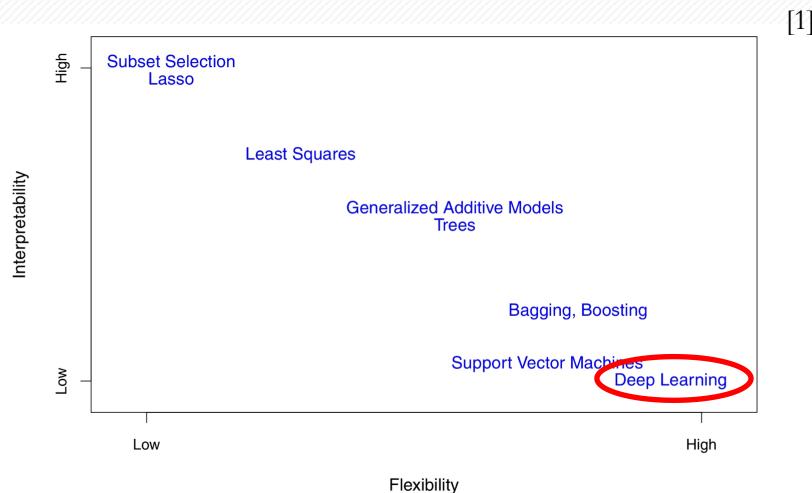 [1]
High
Subset Selection
Lasso
Least Squares
Generalized Additive Models
Trees
Interpretability
Bagging, Boosting
Support Vector Machines
Low
Deep Learning
Low
High
Flexibility